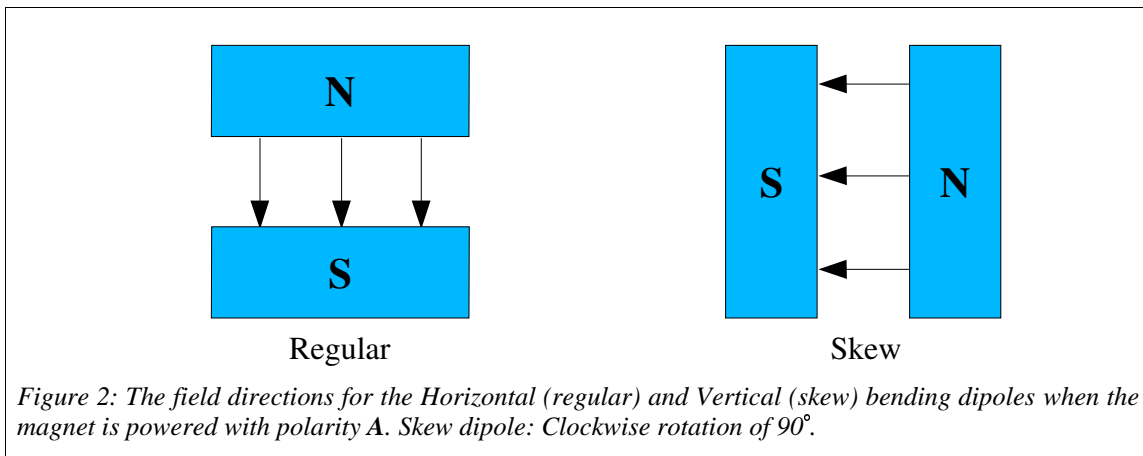 N
S
Regular
S
N
Skew
Figure 2: The field directions for the Horizontal (regular) and Vertical (skew) bending dipoles when the
magnet is powered with polarity A. Skew dipole: Clockwise rotation of 90°.